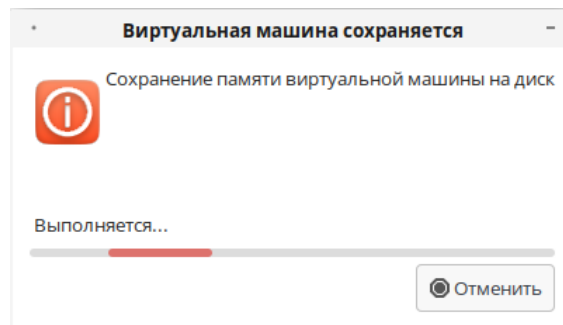 Виртуальная машина сохраняется
Сохранение памяти виртуальной машины на диск
Выполняется...
Отменить